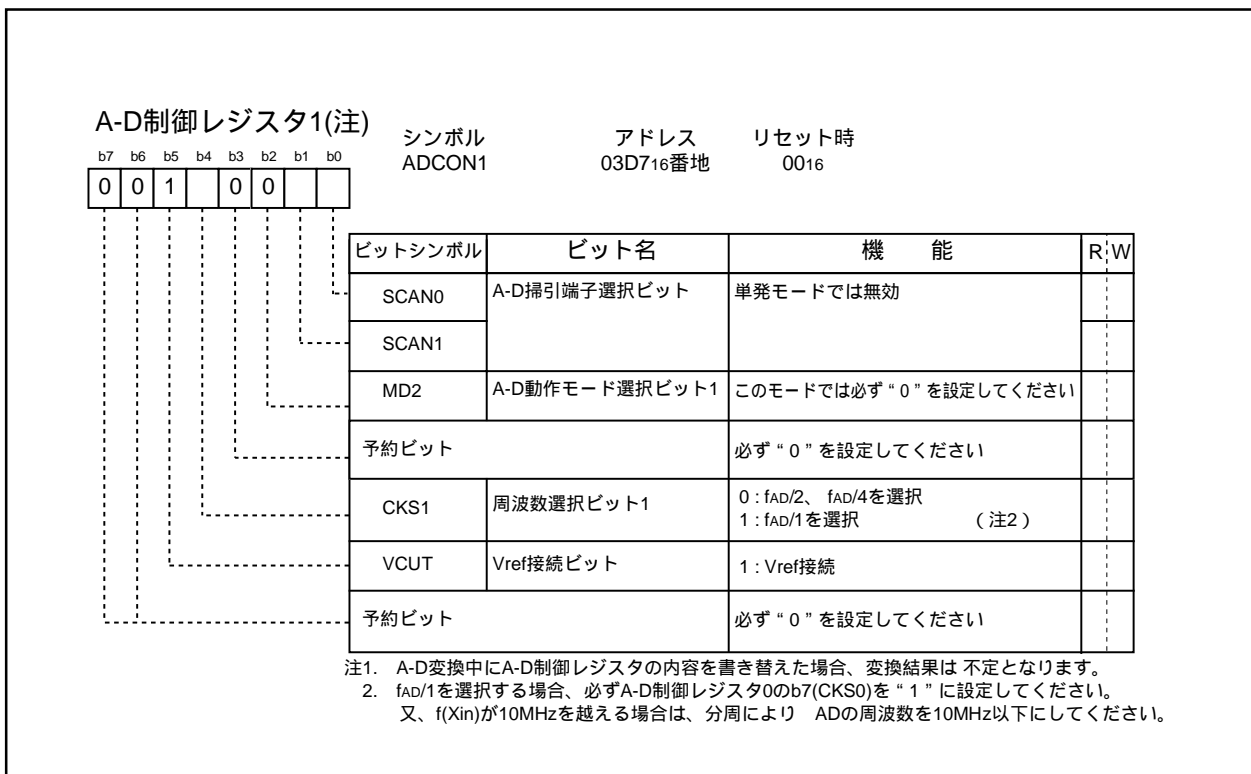 A-D制御レジスタ1(注)
シンボル アドレス リセット時
ADCON1 03D716番地 0016
b7 b6 b5 b4 b3 b2 b1 b0
0 0 1 0 0
ビットシンボル ビット名 機 能 R W
SCAN0 A-D掃引端子選択ビット 単発モードでは無効
SCAN1
MD2 A-D動作モード選択ビット1 このモードでは必ず“0”を設定してください
予約ビット 必ず“0”を設定してください
CKS1 周波数選択ビット1 0 : fAD/2、 fAD/4を選択
1 : fAD/1を選択 (注2)
VCUT Vref接続ビット 1 : Vref接続
予約ビット 必ず“0”を設定してください
注1. A-D変換中にA-D制御レジスタの内容を書き替えた場合、変換結果は 不定となります。
2. fAD/1を選択する場合、必ずA-D制御レジスタ0のb7(CKS0)を“1”に設定してください。
又、f(Xin)が10MHzを越える場合は、分周により ADの周波数を10MHz以下にしてください。